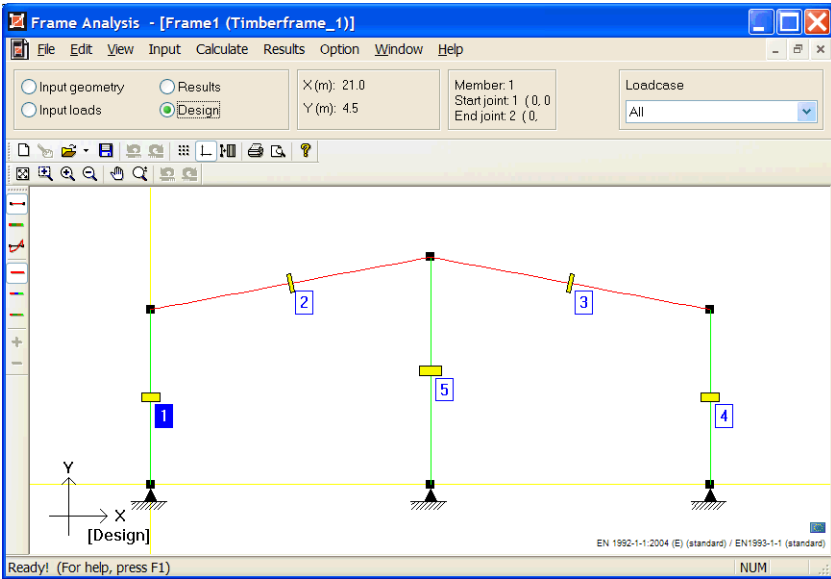 Frame Analysis - [Frame1 (Timberframe_1)]
File Edit View Input Calculate Results Option Window Help
Input geometry
Results
Input loads
Design
X (m): 21.0
Y (m): 4.5
Member: 1
Start joint: 1 ( 0, 0
End joint: 2 ( 0,
Loadcase
All
2
3
5
1
4
Y
X
[Design]
EN 1992-1-1:2004 (E) (standard) / EN1993-1-1 (standard)
Ready! (For help, press F1)
NUM